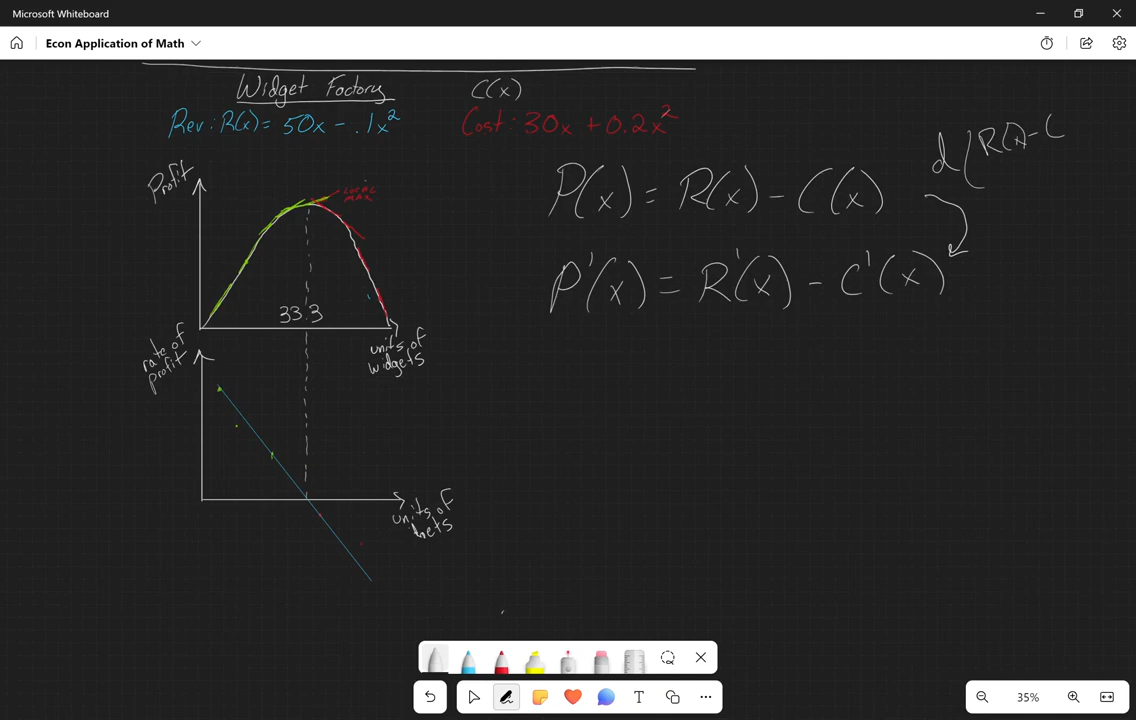 Microsoft Whiteboard
Econ Application of Math
Widget Factory
C(x)
Rev: R(x) = 50x - .1x²
Cost: 30x + 0.2x²
d(R(x) - C
Profit
LOCAL
MAX
P(x) = R(x) - C(x)
P'(x) = R'(x) - C'(x)
33.3
units of
widgets
rate of
profit
units of
35%